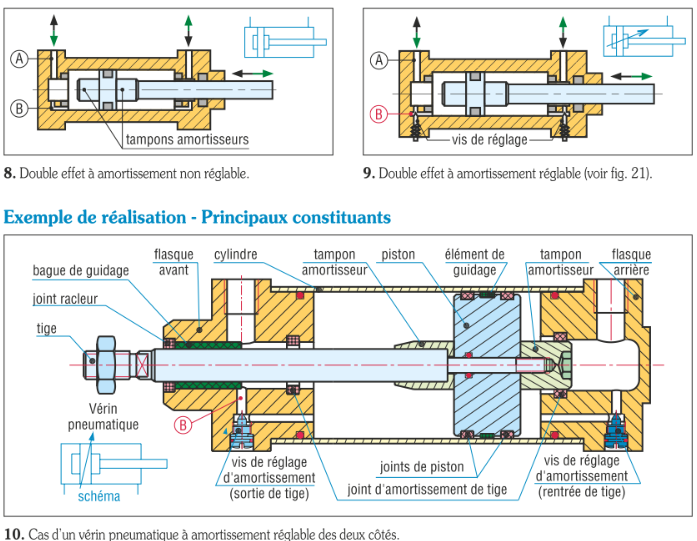 A
B
tampons amortisseurs
8. Double effet à amortissement non réglable.
A
B
vis de réglage
9. Double effet à amortissement réglable (voir fig. 21).
Exemple de réalisation - Principaux constituants
bague de guidage
joint racleur
tige
flasque
avant
cylindre
tampon
amortisseur
piston
élément de
guidage
tampon
amortisseur
flasque
arrière
Vérin
pneumatique
schéma
B
vis de réglage
d'amortissement
(sortie de tige)
joints de piston
joint d'amortissement de tige
vis de réglage
d'amortissement
(rentrée de tige)
10. Cas d'un vérin pneumatique à amortissement réglable des deux côtés.